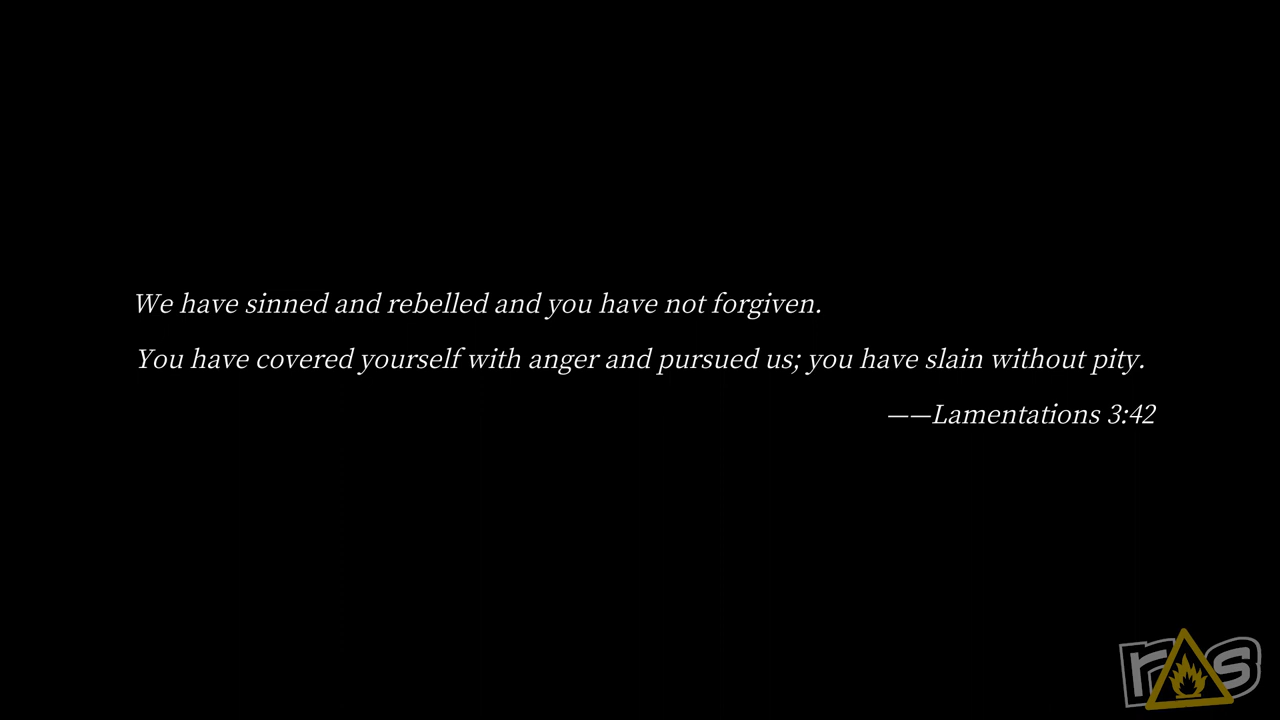 We have sinned and rebelled and you have not forgiven.
You have covered yourself with anger and pursued us; you have slain without pity.
——Lamentations 3:42
ras